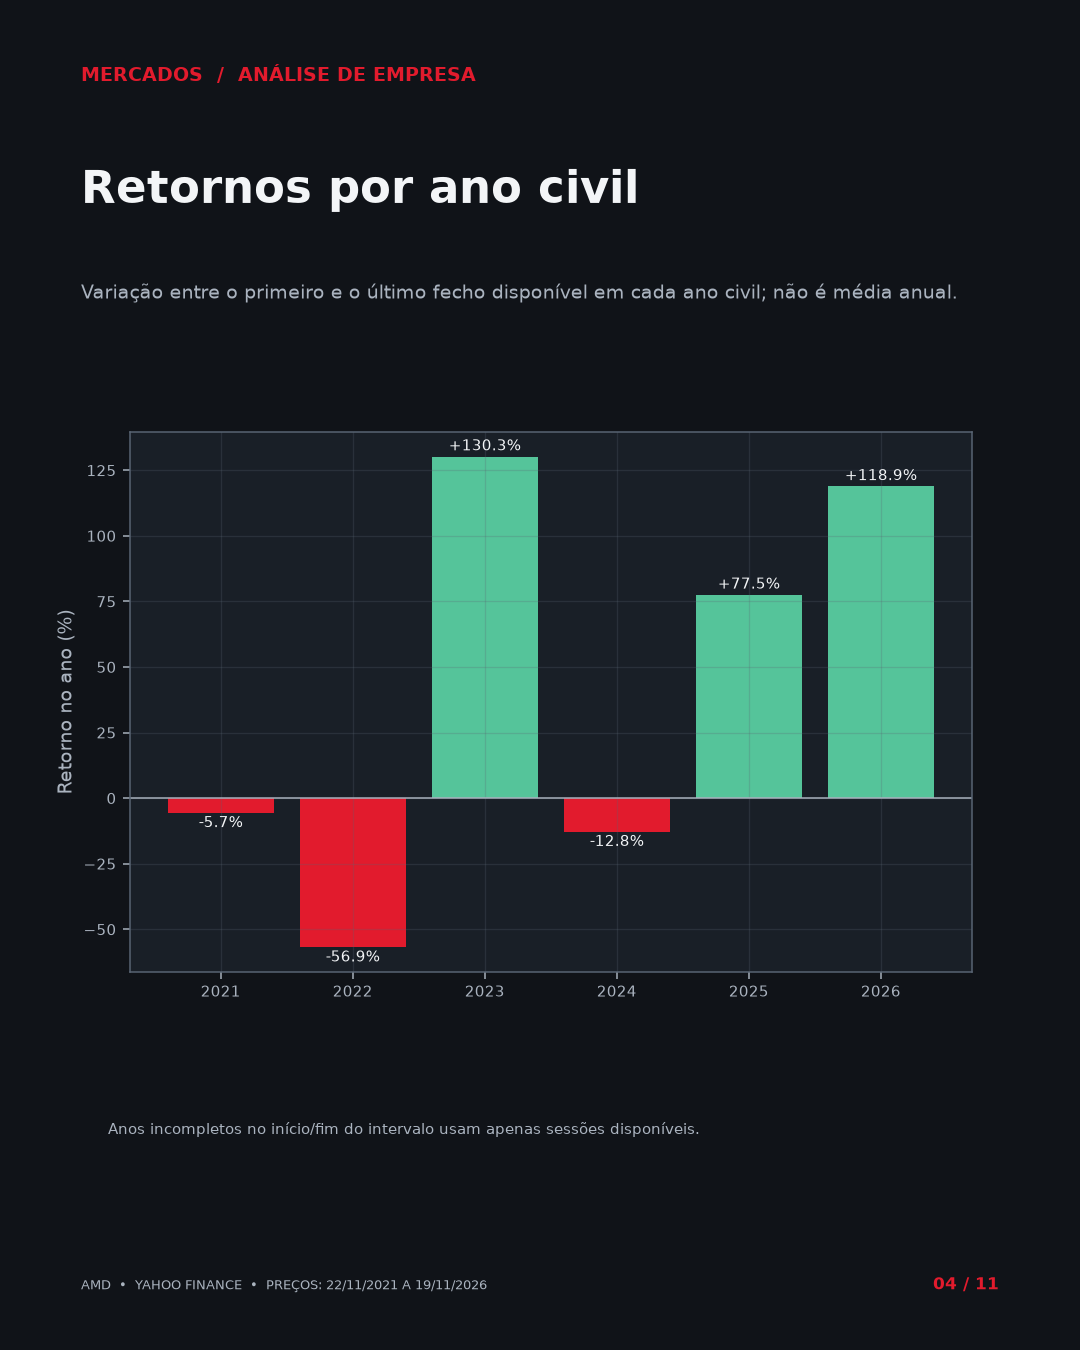 MERCADOS / ANÁLISE DE EMPRESA
Retornos por ano civil
Variação entre o primeiro e o último fecho disponível em cada ano civil; não é média anual.
Retorno no ano (%)
125
100
75
50
25
0
−25
−50
-5.7%
-56.9%
+130.3%
-12.8%
+77.5%
+118.9%
2021
2022
2023
2024
2025
2026
Anos incompletos no início/fim do intervalo usam apenas sessões disponíveis.
AMD • YAHOO FINANCE • PREÇOS: 22/11/2021 A 19/11/2026
04 / 11